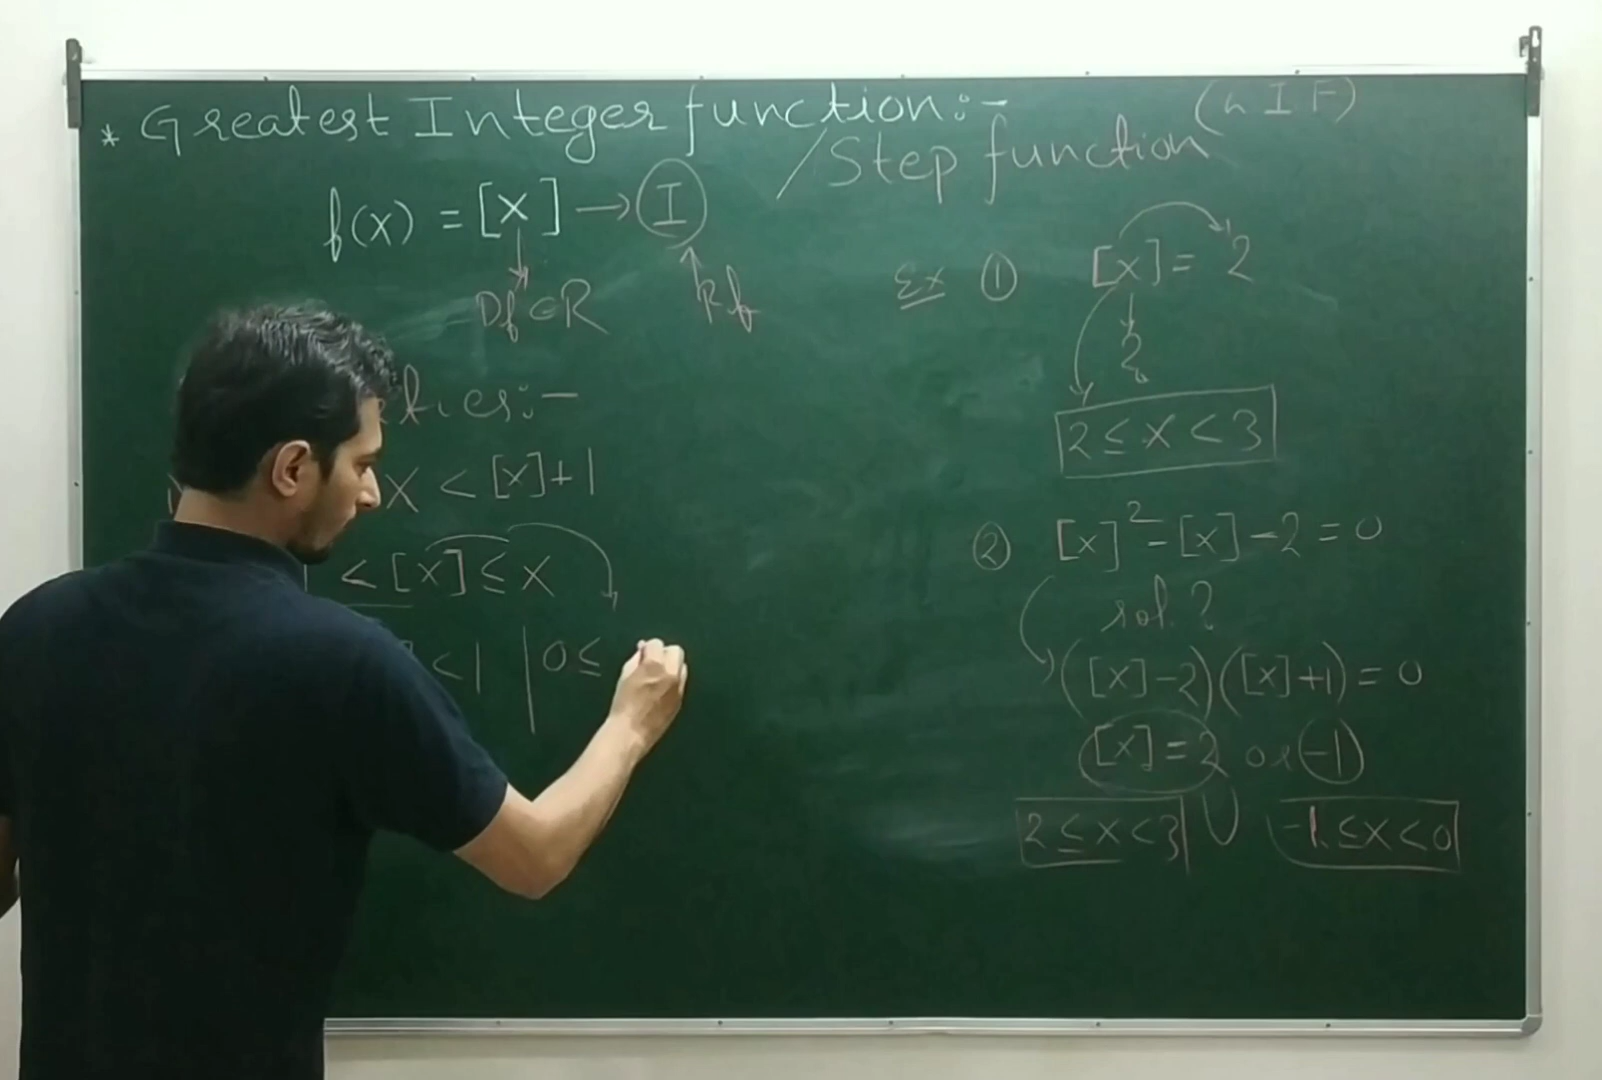 * Greatest Integer function :-
(G I F)
/Step function
f(x) = [x] → I
Df ∈ R
Rf
ties :-
x < [x]+1
< [x] ≤ x
< 1 | 0 ≤
Ex ① [x] = 2
2.
2 ≤ x < 3
② [x]² - [x] - 2 = 0
sol. ?
([x]-2)([x]+1) = 0
[x] = 2 or -1
2 ≤ x < 3 ∪ -1 ≤ x < 0